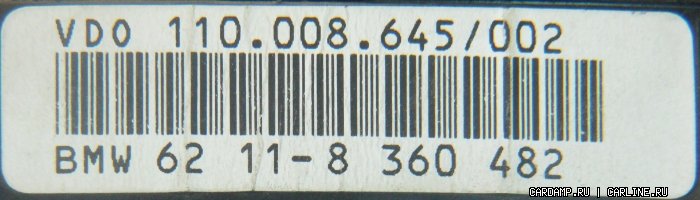 VDO 110.008.645/002
BMW 62 11-8 360 482
CARDAMP.RU | CARLINE.RU